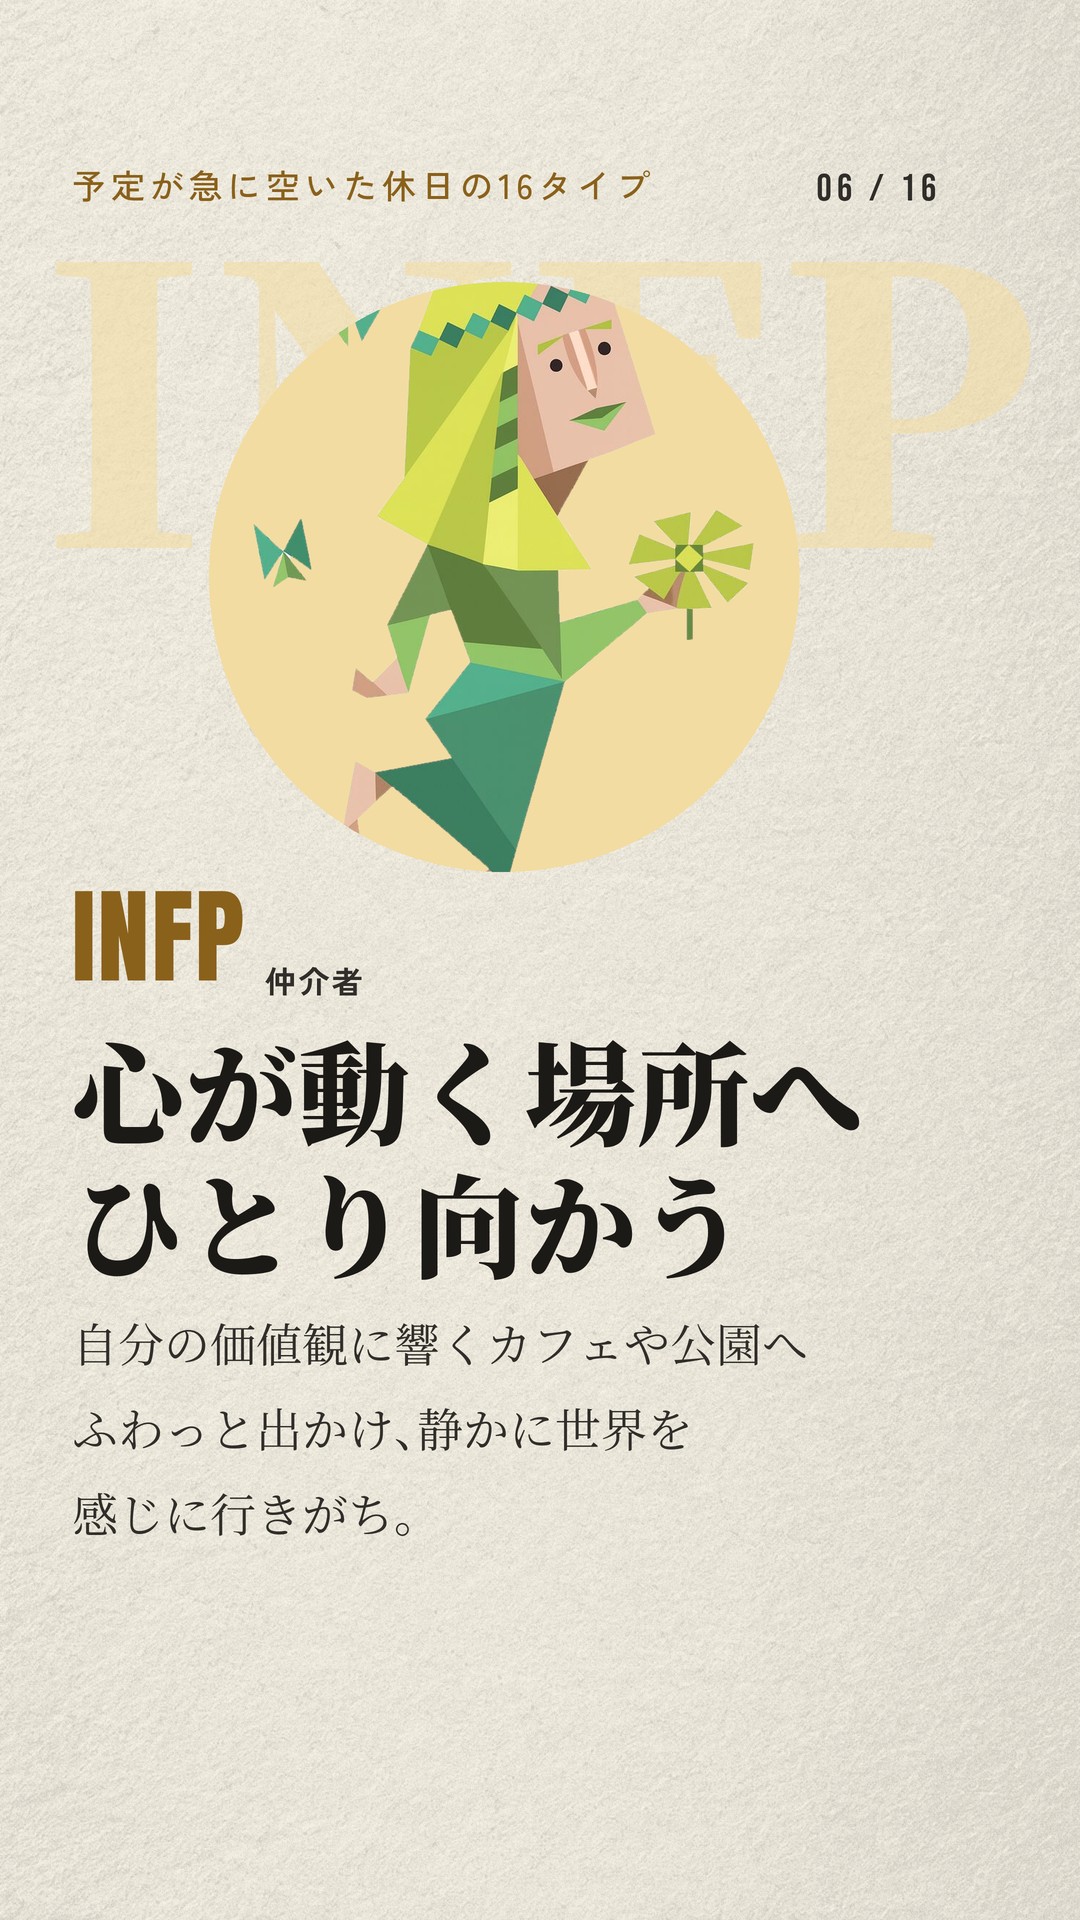 予定が急に空いた休日の16タイプ
06 / 16
INFP
INFP
仲介者
心が動く場所へ
ひとり向かう
自分の価値観に響くカフェや公園へ
ふわっと出かけ、静かに世界を
感じに行きがち。